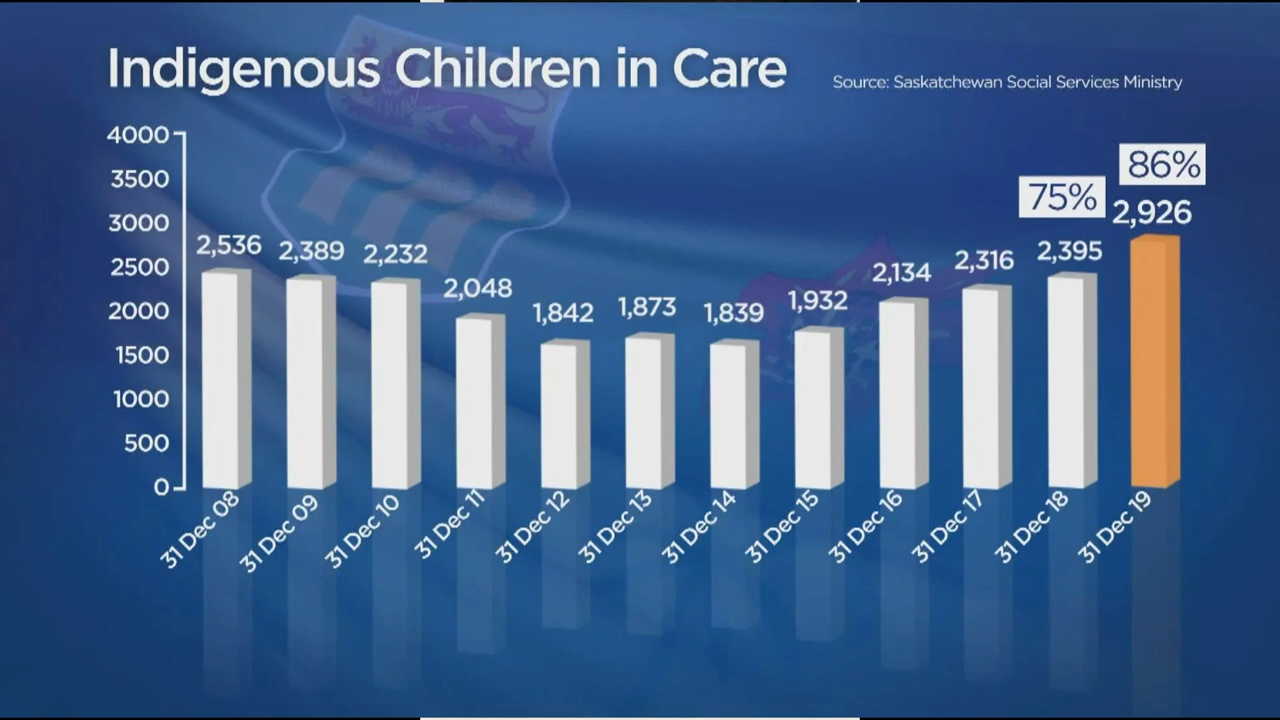 Indigenous Children in Care
Source: Saskatchewan Social Services Ministry
4000
3500
3000
2500
2000
1500
1000
500
0
2,536
2,389
2,232
2,048
1,842
1,873
1,839
1,932
2,134
2,316
75%
2,395
86%
2,926
31 Dec 08
31 Dec 09
31 Dec 10
31 Dec 11
31 Dec 12
31 Dec 13
31 Dec 14
31 Dec 15
31 Dec 16
31 Dec 17
31 Dec 18
31 Dec 19